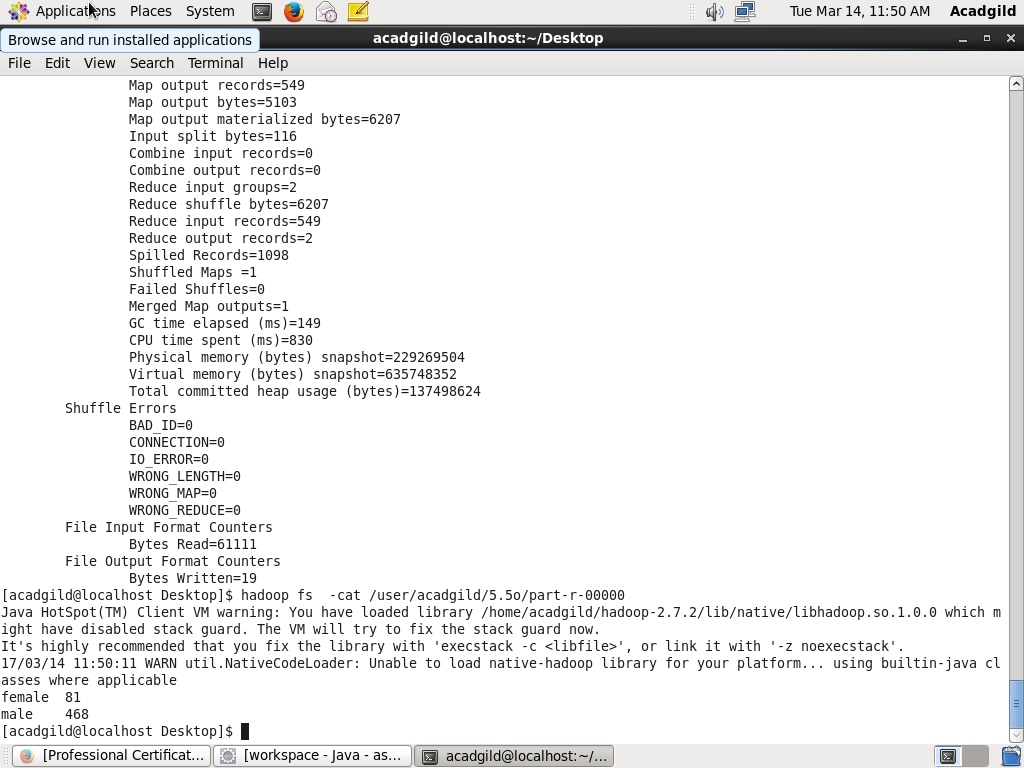 Applications Places System Tue Mar 14, 11:50 AM Acadgild
Browse and run installed applications
acadgild@localhost:~/Desktop
File Edit View Search Terminal Help
Map output records=549
Map output bytes=5103
Map output materialized bytes=6207
Input split bytes=116
Combine input records=0
Combine output records=0
Reduce input groups=2
Reduce shuffle bytes=6207
Reduce input records=549
Reduce output records=2
Spilled Records=1098
Shuffled Maps =1
Failed Shuffles=0
Merged Map outputs=1
GC time elapsed (ms)=149
CPU time spent (ms)=830
Physical memory (bytes) snapshot=229269504
Virtual memory (bytes) snapshot=635748352
Total committed heap usage (bytes)=137498624
Shuffle Errors
BAD_ID=0
CONNECTION=0
IO_ERROR=0
WRONG_LENGTH=0
WRONG_MAP=0
WRONG_REDUCE=0
File Input Format Counters
Bytes Read=61111
File Output Format Counters
Bytes Written=19
[acadgild@localhost Desktop]$ hadoop fs  -cat /user/acadgild/5.5o/part-r-00000
Java HotSpot(TM) Client VM warning: You have loaded library /home/acadgild/hadoop-2.7.2/lib/native/libhadoop.so.1.0.0 which m
ight have disabled stack guard. The VM will try to fix the stack guard now.
It's highly recommended that you fix the library with 'execstack -c <libfile>', or link it with '-z noexecstack'.
17/03/14 11:50:11 WARN util.NativeCodeLoader: Unable to load native-hadoop library for your platform... using builtin-java cl
asses where applicable
female  81
male    468
[acadgild@localhost Desktop]$
[Professional Certificat... [workspace - Java - as... acadgild@localhost:~/...